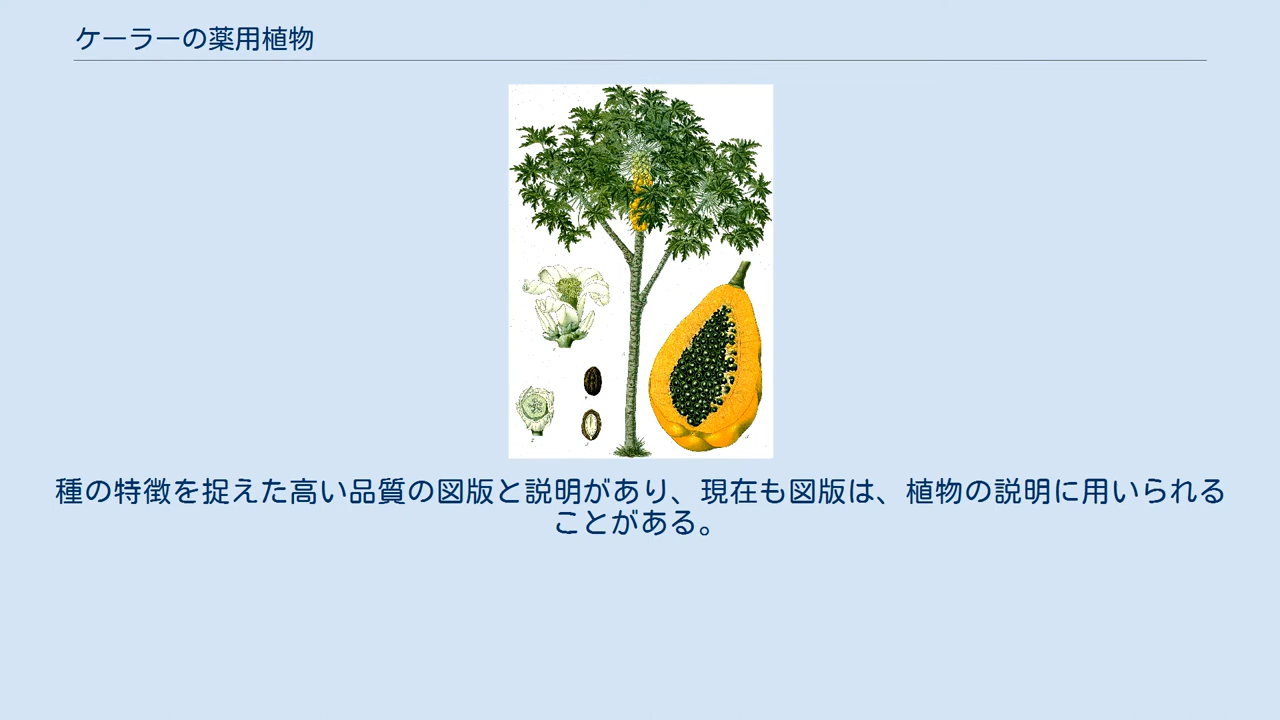 ケーラーの薬用植物
種の特徴を捉えた高い品質の図版と説明があり、現在も図版は、植物の説明に用いられる
ことがある。